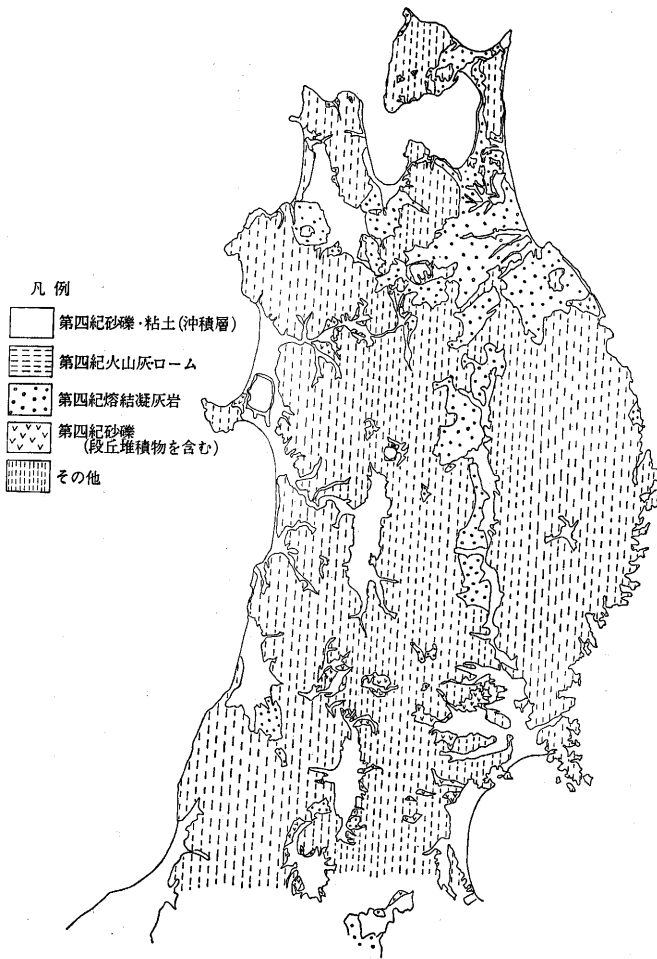 凡例
第四紀砂礫・粘土(沖積層)
第四紀火山灰・ローム
第四紀熔結凝灰岩
第四紀砂礫
(段丘堆積物を含む)
その他